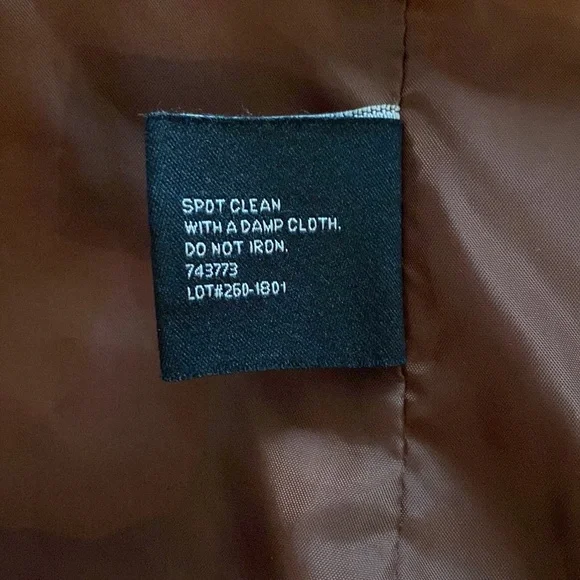 SPOT CLEAN
WITH A DAMP CLOTH.
DO NOT IRON.
743773
LOT#260-1801